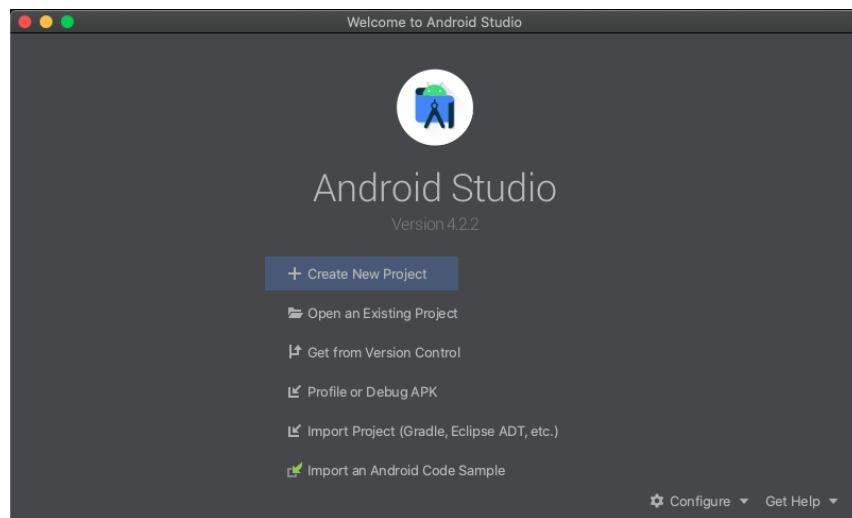 Welcome to Android Studio
Android Studio
Version 4.2.2
Create New Project
Open an Existing Project
Get from Version Control
Profile or Debug APK
Import Project (Gradle, Eclipse ADT, etc.)
Import an Android Code Sample
Configure Get Help